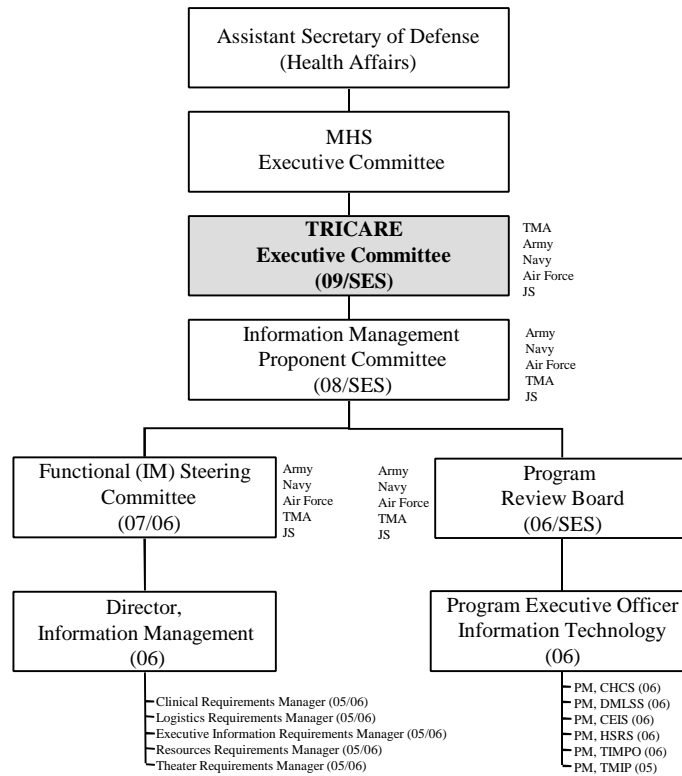 Assistant Secretary of Defense
(Health Affairs)
MHS
Executive Committee
TRICARE
Executive Committee
(09/SES)
TMA
Army
Navy
Air Force
JS
Information Management
Proponent Committee
(08/SES)
Army
Navy
Air Force
TMA
JS
Functional (IM) Steering
Committee
(07/06)
Army
Navy
Air Force
TMA
JS
Army
Navy
Air Force
TMA
JS
Program
Review Board
(06/SES)
Director,
Information Management
(06)
Clinical Requirements Manager (05/06)
Logistics Requirements Manager (05/06)
Executive Information Requirements Manager (05/06)
Resources Requirements Manager (05/06)
Theater Requirements Manager (05/06)
Program Executive Officer
Information Technology
(06)
PM, CHCS (06)
PM, DMLSS (06)
PM, CEIS (06)
PM, HSRS (06)
PM, TIMPO (06)
PM, TMIP (05)